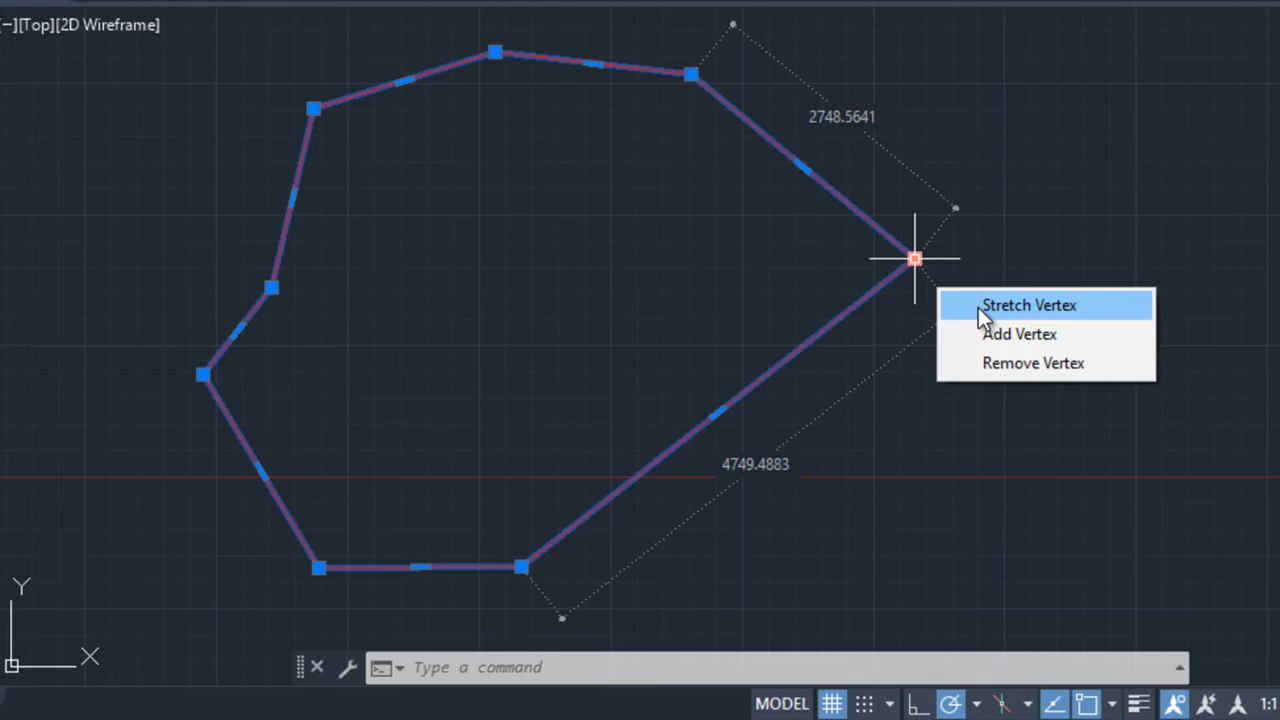 [−][Top][2D Wireframe]
2748.5641
Stretch Vertex
Add Vertex
Remove Vertex
4749.4883
Y
X
Type a command
MODEL
1:1